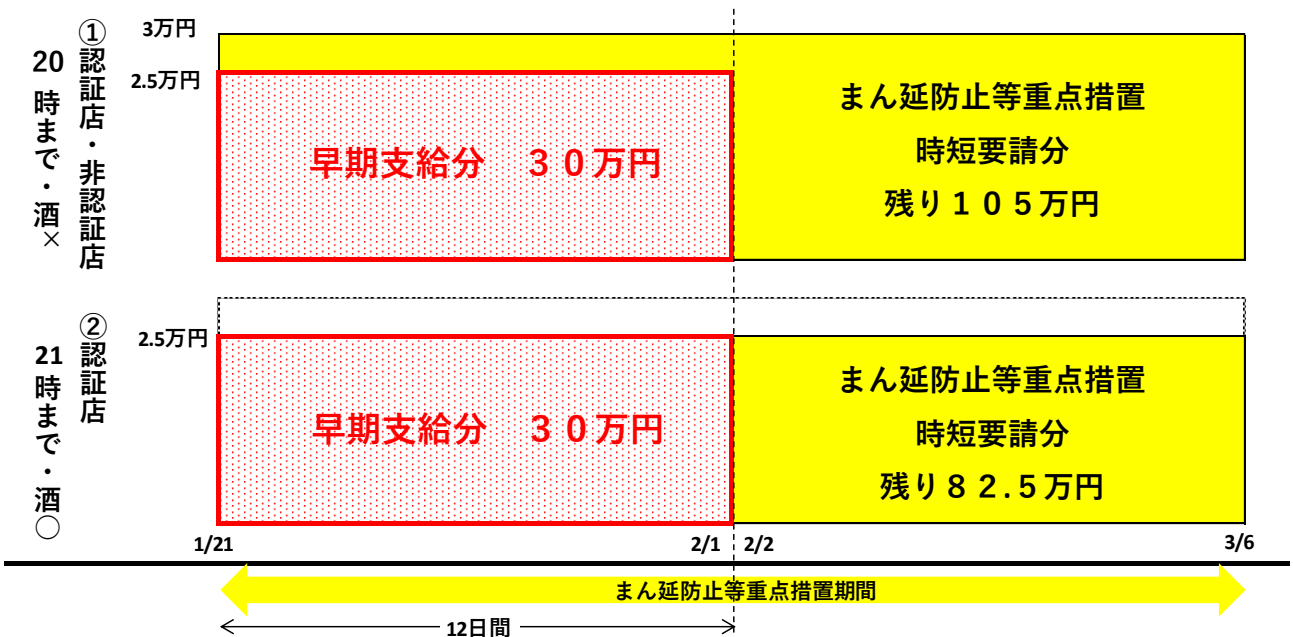 ①認証店・非認証店
20時まで・酒×
3万円
2.5万円
早期支給分　３０万円
まん延防止等重点措置
時短要請分
残り１０５万円
②認証店
21時まで・酒○
2.5万円
早期支給分　３０万円
まん延防止等重点措置
時短要請分
残り８２.５万円
1/21
2/1
2/2
3/6
まん延防止等重点措置期間
12日間